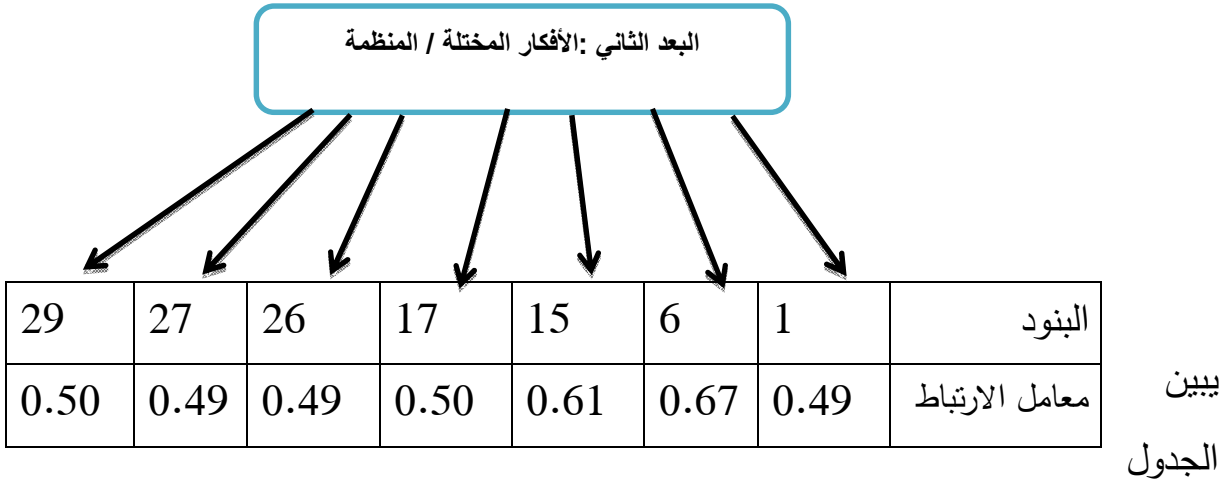 البعد الثاني :الأفكار المختلة / المنظمة
البنود 1 6 15 17 26 27 29
معامل الارتباط 0.49 0.67 0.61 0.50 0.49 0.49 0.50
يبين
الجدول